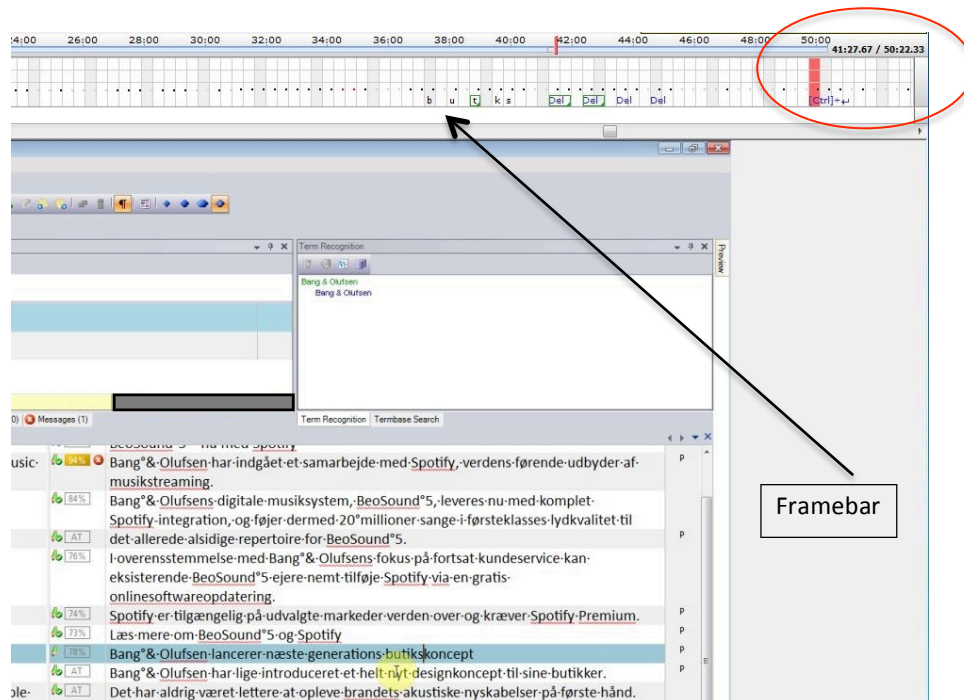 24:00 26:00 28:00 30:00 32:00 34:00 36:00 38:00 40:00 42:00 44:00 46:00 48:00 50:00
41:27.67 / 50:22.33
b u t k s Del Del Del Del [Ctrl]+↵
Term Recognition
Preview
Bang & Olufsen
Bang & Olufsen
Framebar
0) Messages (1) Term Recognition Termbase Search
BeoSound°5 – nu med Spotify
usic- 94% Bang°&·Olufsen·har·indgået·et·samarbejde·med·Spotify,·verdens·førende·udbyder·af· P
musikstreaming.
84% Bang°&·Olufsens·digitale·musiksystem,·BeoSound°5,·leveres·nu·med·komplet·
Spotify-integration,·og·føjer·dermed·20°millioner·sange·i·førsteklasses·lydkvalitet·til
AT det·allerede·alsidige·repertoire·for·BeoSound°5. P
76% I·overensstemmelse·med·Bang°&·Olufsens·fokus·på·fortsat·kundeservice·kan·
eksisterende·BeoSound°5-ejere·nemt·tilføje·Spotify·via·en·gratis·
onlinesoftwareopdatering.
74% Spotify·er·tilgængelig·på·udvalgte·markeder·verden·over·og·kræver·Spotify·Premium. P
73% Læs·mere·om·BeoSound°5·og·Spotify P
78% Bang°&·Olufsen·lancerer·næste·generations·butikskoncept P
AT Bang°&·Olufsen·har·lige·introduceret·et·helt·nyt·designkoncept·til·sine·butikker. P
ple- AT Det·har·aldrig·været·lettere·at·opleve·brandets·akustiske·nyskabelser·på·første·hånd.